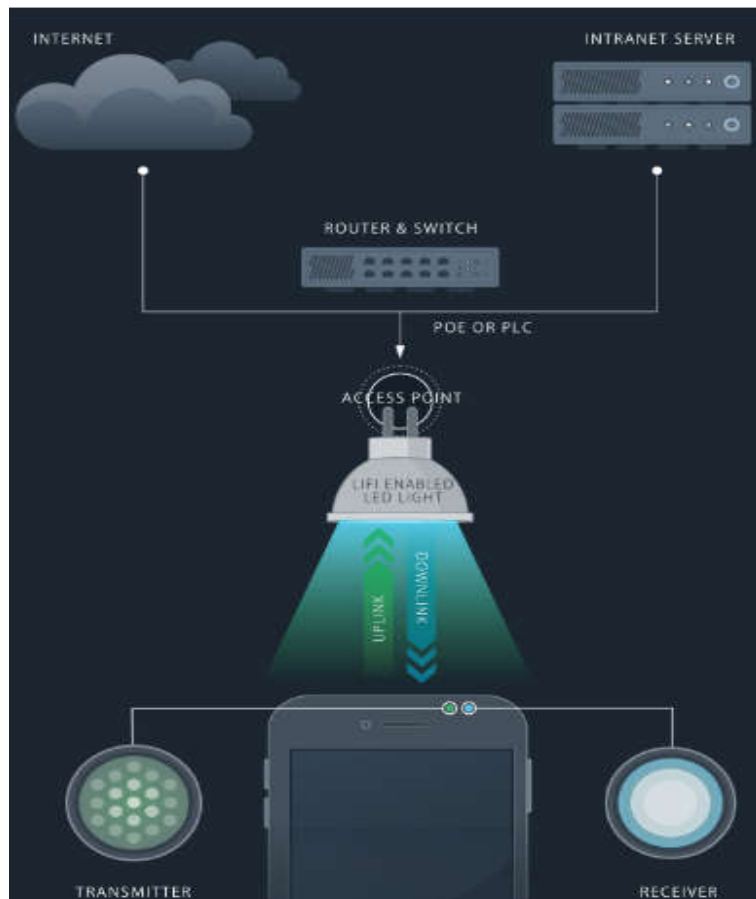 INTERNET
INTRANET SERVER
ROUTER & SWITCH
POE OR PLC
ACCESS POINT
LIFI ENABLED
LED LIGHT
UPLINK
DOWNLINK
TRANSMITTER
RECEIVER